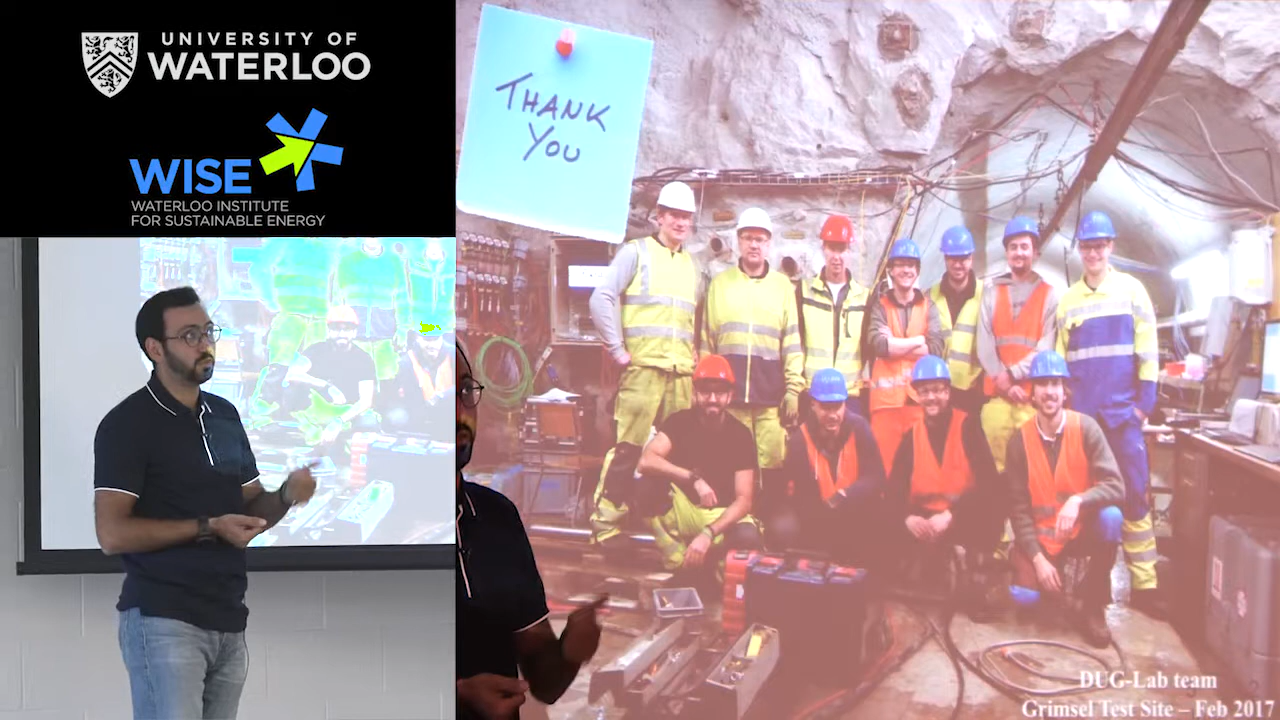 UNIVERSITY OF
WATERLOO
WISE
WATERLOO INSTITUTE
FOR SUSTAINABLE ENERGY
THANK
YOU
DUG-Lab team
Grimsel Test Site – Feb 2017